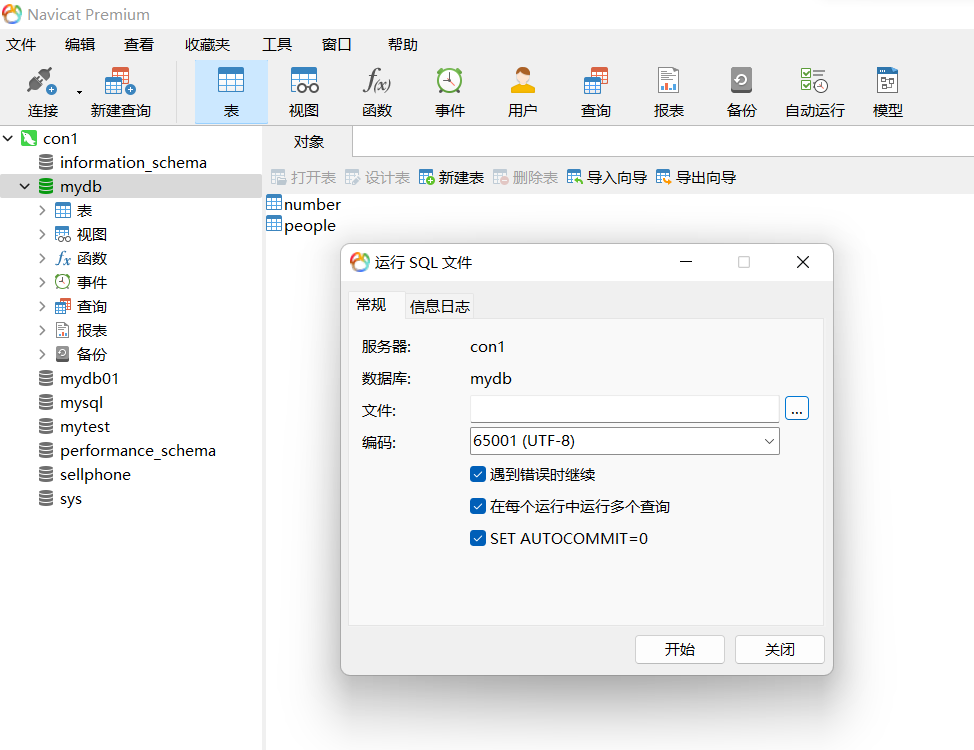 Navicat Premium
文件 编辑 查看 收藏夹 工具 窗口 帮助
连接 新建查询 表 视图 函数 事件 用户 查询 报表 备份 自动运行 模型
con1
information_schema
mydb
表
视图
函数
事件
查询
报表
备份
mydb01
mysql
mytest
performance_schema
sellphone
sys
对象
打开表 设计表 新建表 删除表 导入向导 导出向导
number
people
运行 SQL 文件
常规 信息日志
服务器: con1
数据库: mydb
文件: ...
编码: 65001 (UTF-8)
遇到错误时继续
在每个运行中运行多个查询
SET AUTOCOMMIT=0
开始 关闭